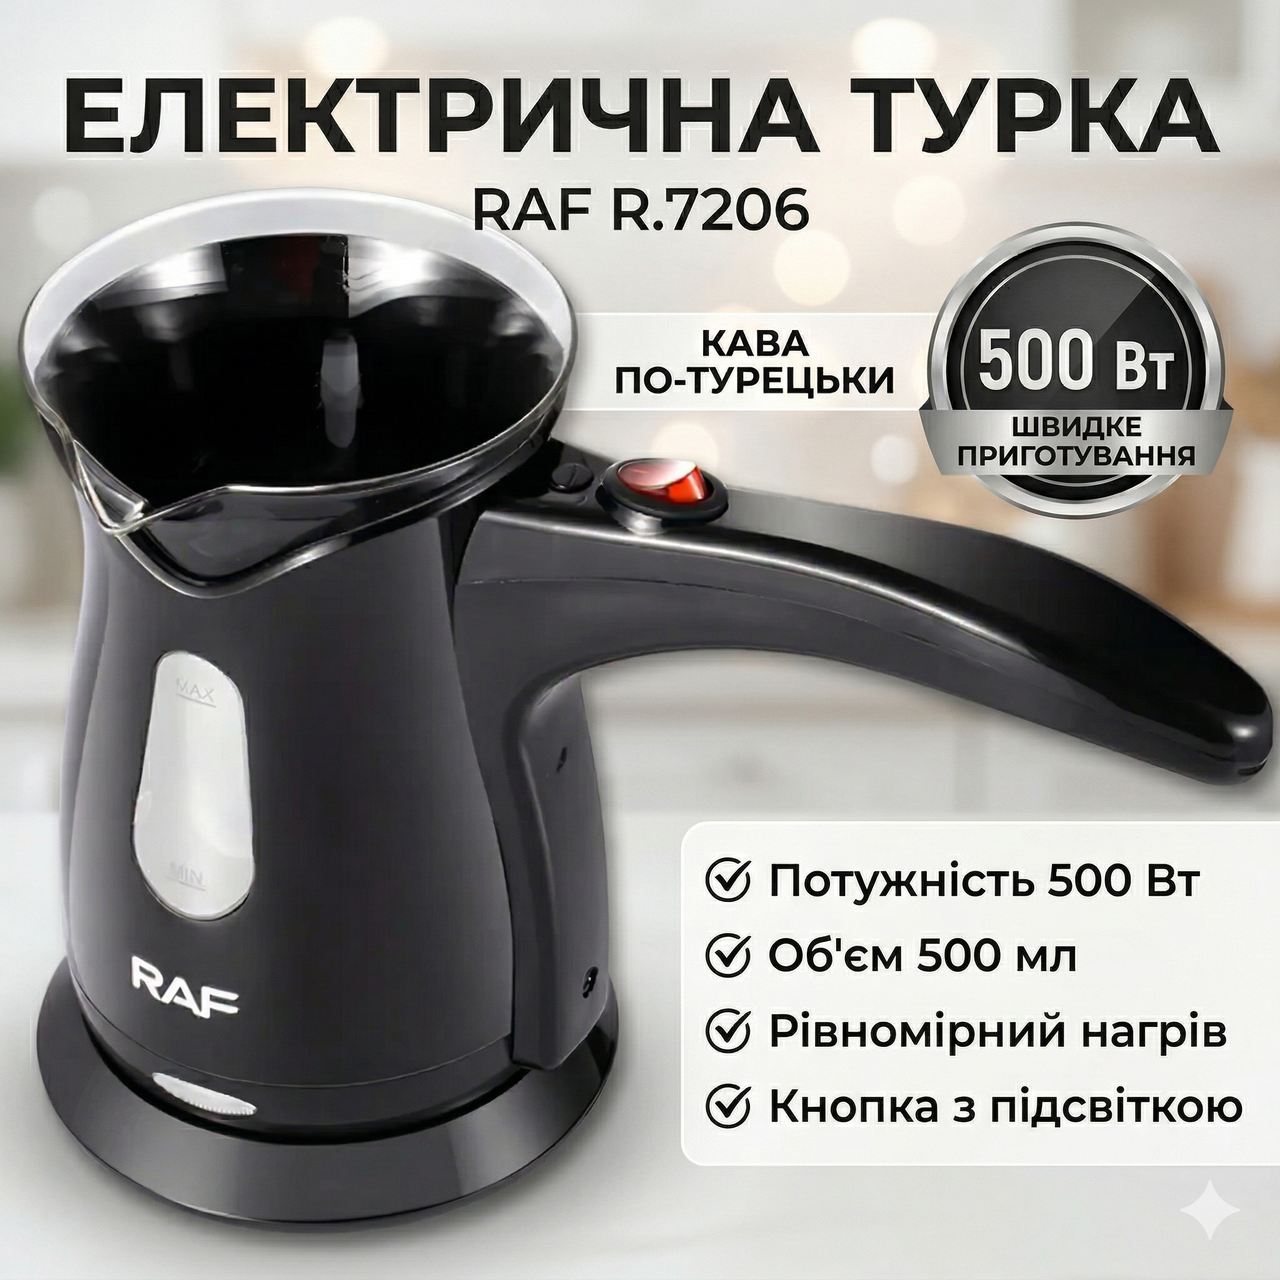 ЕЛЕКТРИЧНА ТУРКА
RAF R.7206
КАВА
ПО-ТУРЕЦЬКИ
500 Вт
ШВИДКЕ
ПРИГОТУВАННЯ
MAX
MIN
RAF
Потужність 500 Вт
Об'єм 500 мл
Рівномірний нагрів
Кнопка з підсвіткою